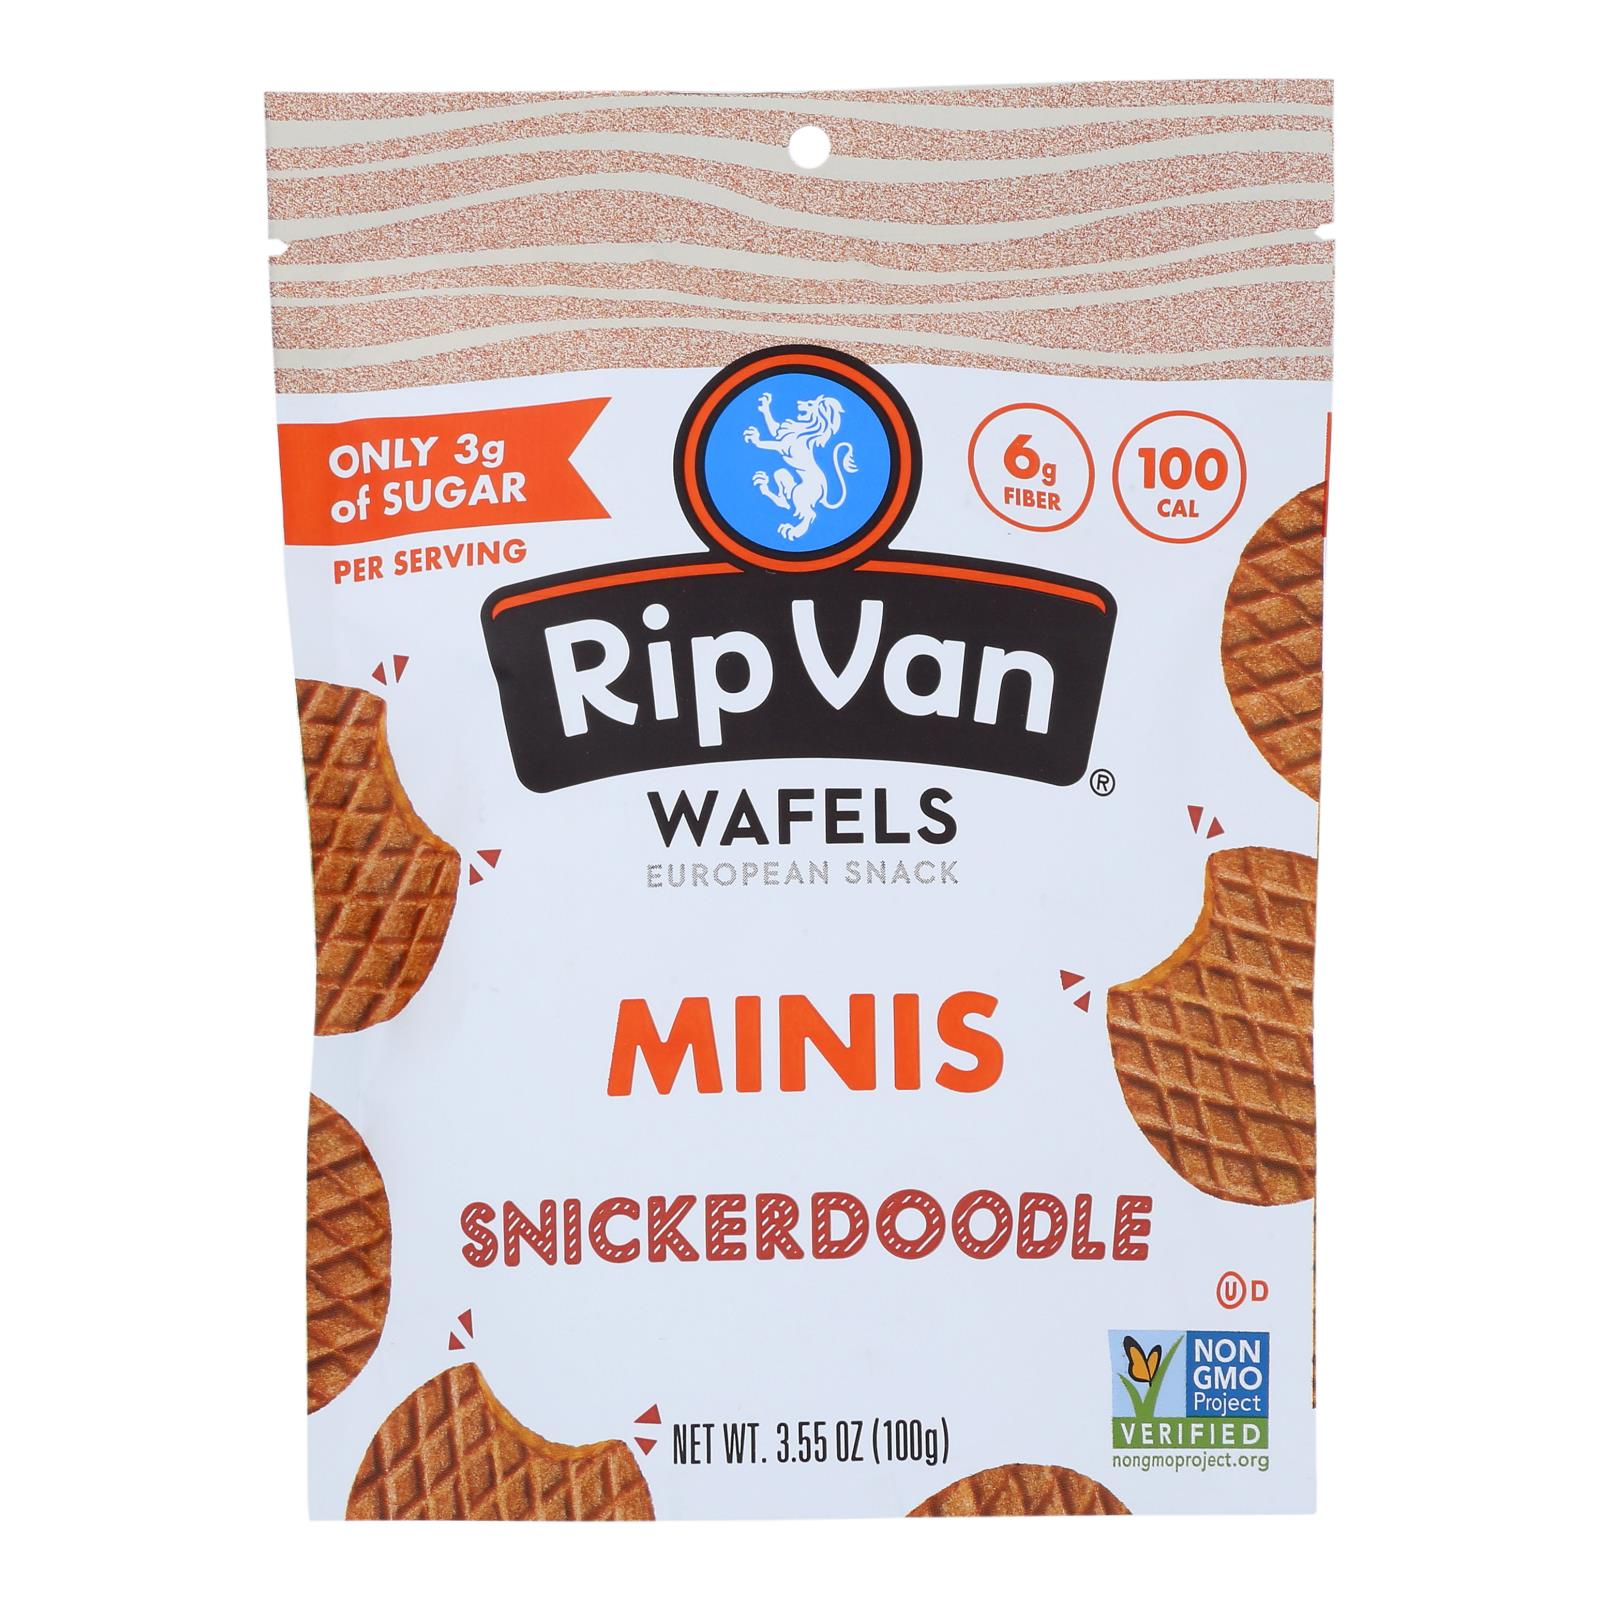 ONLY 3g
of SUGAR
PER SERVING
6g
FIBER
100
CAL
Rip Van
®
WAFELS
EUROPEAN SNACK
MINIS
SNICKERDOODLE
U D
NON
GMO
Project
VERIFIED
nongmoproject.org
NET WT. 3.55 OZ (100g)